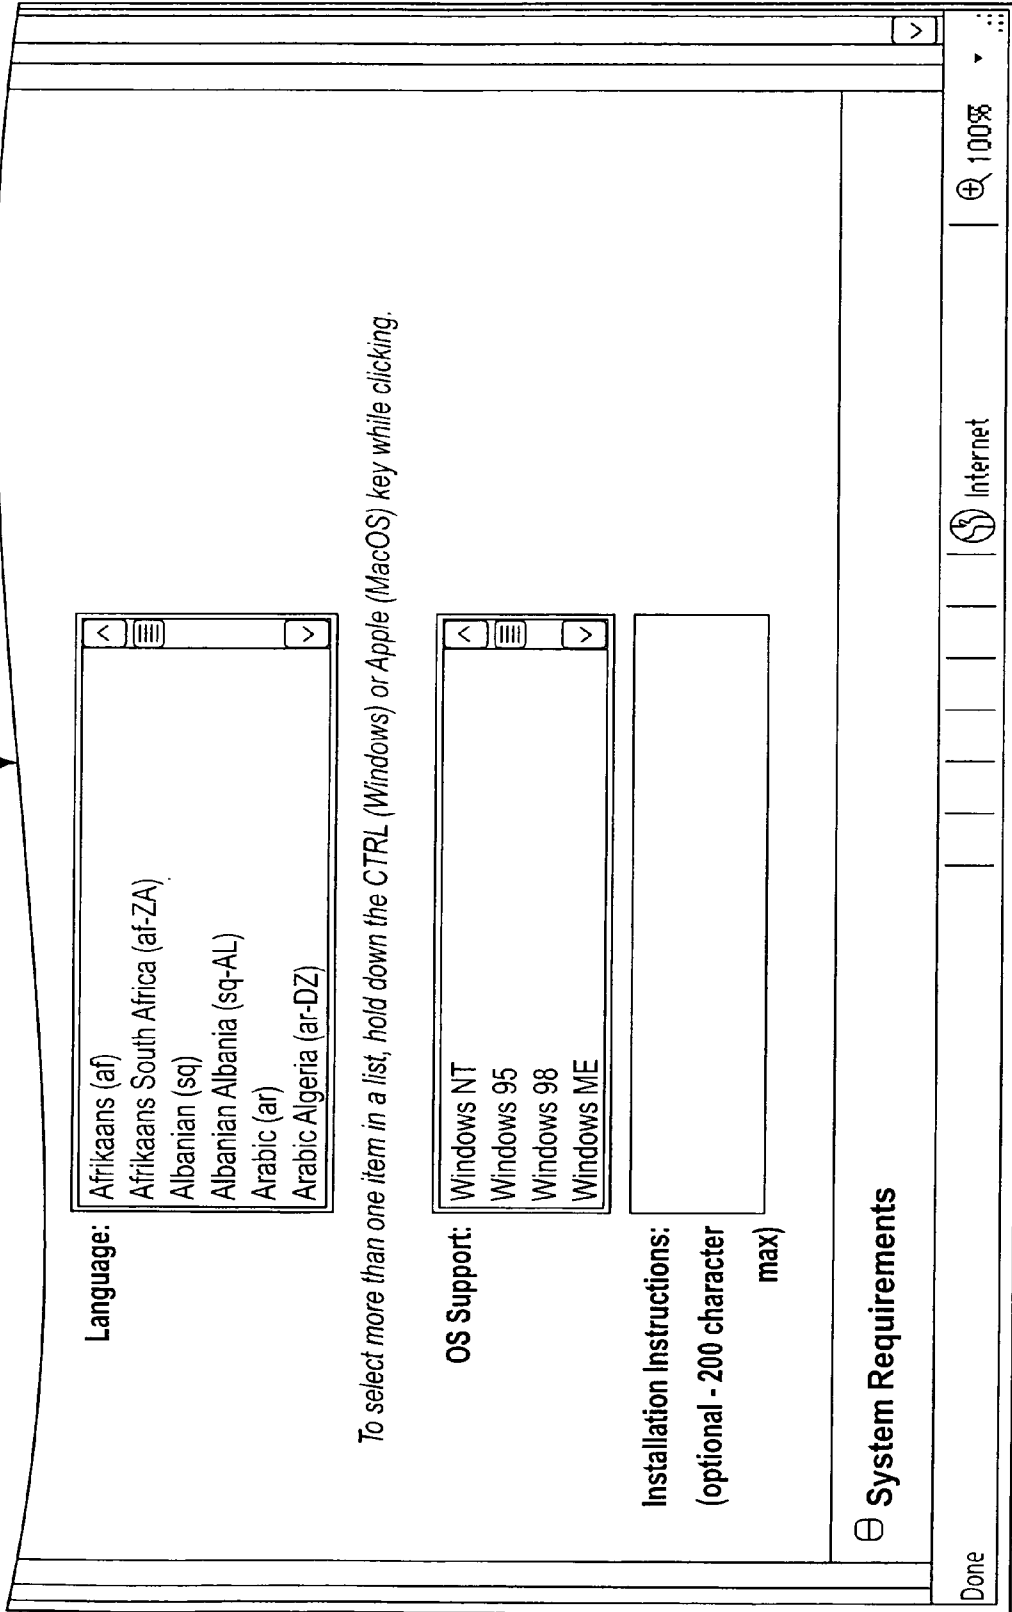 Language:
Afrikaans (af)
Afrikaans South Africa (af-ZA)
Albanian (sq)
Albanian Albania (sq-AL)
Arabic (ar)
Arabic Algeria (ar-DZ)
To select more than one item in a list, hold down the CTRL (Windows) or Apple (MacOS) key while clicking.
OS Support:
Windows NT
Windows 95
Windows 98
Windows ME
Installation Instructions:
(optional - 200 character
max)
System Requirements
Done
Internet
100%